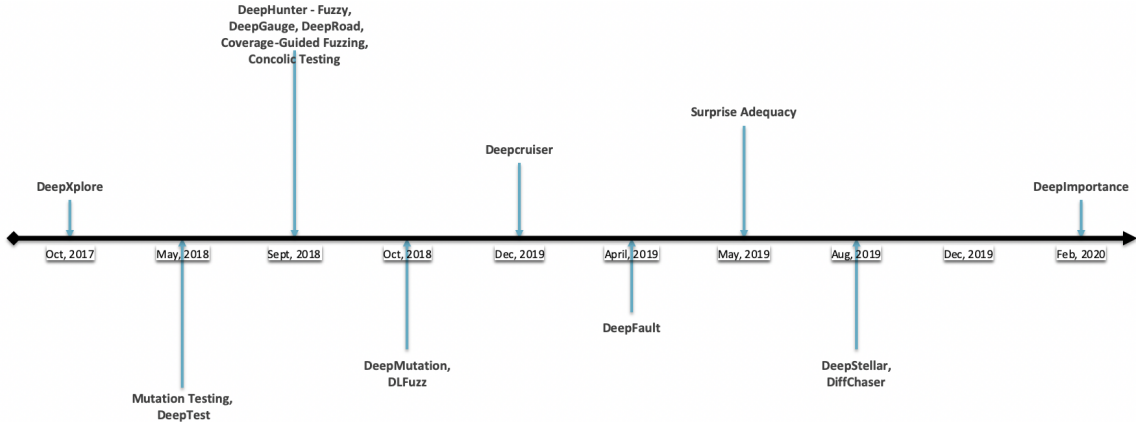 DeepHunter - Fuzzy,
DeepGauge, DeepRoad,
Coverage-Guided Fuzzing,
Concolic Testing
Surprise Adequacy
Deepcruiser
DeepXplore
DeepImportance
Oct, 2017
May, 2018
Sept, 2018
Oct, 2018
Dec, 2019
April, 2019
May, 2019
Aug, 2019
Dec, 2019
Feb, 2020
DeepFault
DeepMutation,
DLFuzz
DeepStellar,
DiffChaser
Mutation Testing,
DeepTest